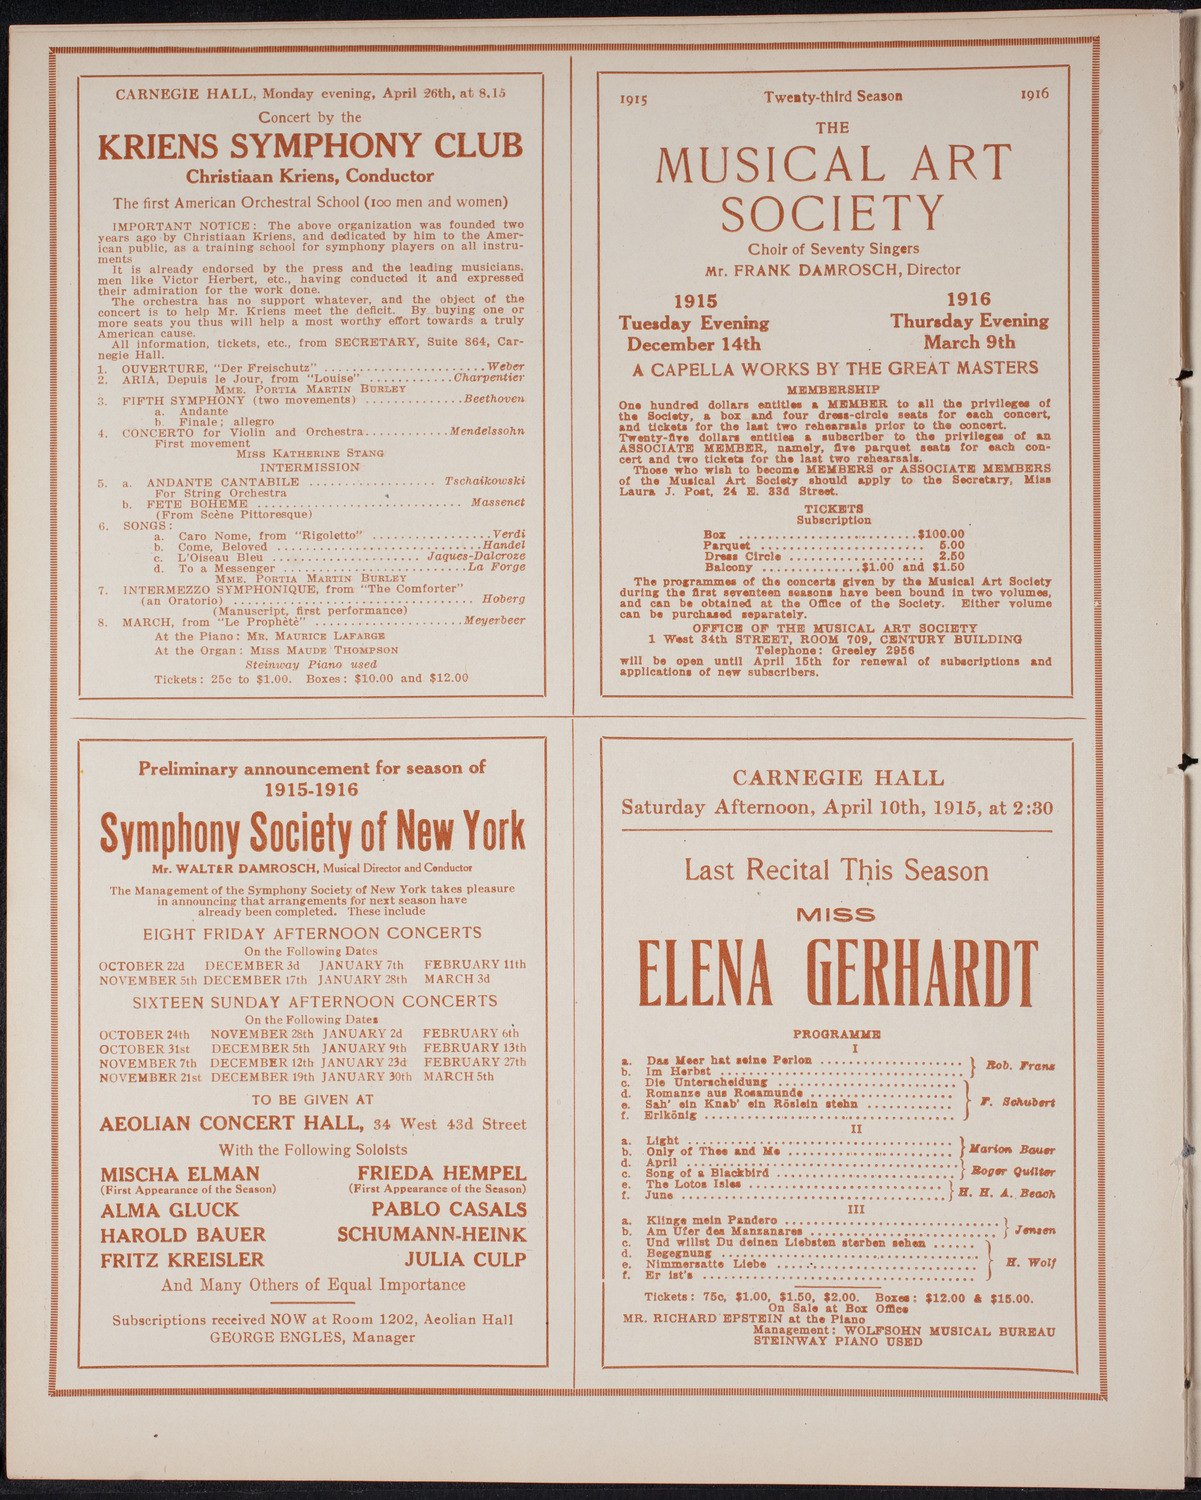 CARNEGIE HALL, Monday evening, April 26th, at 8.15
Concert by the
KRIENS SYMPHONY CLUB
Christiaan Kriens, Conductor
The first American Orchestral School (100 men and women)
IMPORTANT NOTICE: The above organization was founded two
years ago by Christiaan Kriens, and dedicated by him to the Amer-
ican public, as a training school for symphony players on all instru-
ments
It is already endorsed by the press and the leading musicians,
men like Victor Herbert, etc., having conducted it and expressed
their admiration for the work done.
The orchestra has no support whatever, and the object of the
concert is to help Mr. Kriens meet the deficit. By buying one or
more seats you thus will help a most worthy effort towards a truly
American cause.
All information, tickets, etc., from SECRETARY, Suite 864, Car-
negie Hall.
1. OUVERTURE, "Der Freischutz" ........................ Weber
2. ARIA, Depuis le Jour, from "Louise" ............ Charpentier
MME. PORTIA MARTIN BURLEY
3. FIFTH SYMPHONY (two movements) .............. Beethoven
a. Andante
b. Finale; allegro
4. CONCERTO for Violin and Orchestra ............ Mendelssohn
First movement
MISS KATHERINE STANG
INTERMISSION
5. a. ANDANTE CANTABILE .................. Tschaikowski
For String Orchestra
b. FETE BOHEME ............................. Massenet
(From Scène Pittoresque)
6. SONGS:
a. Caro Nome, from "Rigoletto" ................. Verdi
b. Come, Beloved ............................. Handel
c. L'Oiseau Bleu ...................... Jaques-Dalcroze
d. To a Messenger .......................... La Forge
MME. PORTIA MARTIN BURLEY
7. INTERMEZZO SYMPHONIQUE, from "The Comforter"
(an Oratorio) .................................. Hoberg
(Manuscript, first performance)
8. MARCH, from "Le Prophètè" ..................... Meyerbeer
At the Piano: MR. MAURICE LAFARGE
At the Organ: MISS MAUDE THOMPSON
Steinway Piano used
Tickets: 25c to $1.00. Boxes: $10.00 and $12.00
1915 Twenty-third Season 1916
THE
MUSICAL ART
SOCIETY
Choir of Seventy Singers
Mr. FRANK DAMROSCH, Director
1915 1916
Tuesday Evening Thursday Evening
December 14th March 9th
A CAPELLA WORKS BY THE GREAT MASTERS
MEMBERSHIP
One hundred dollars entitles a MEMBER to all the privileges of
the Society, a box and four dress-circle seats for each concert,
and tickets for the last two rehearsals prior to the concert.
Twenty-five dollars entitles a subscriber to the privileges of an
ASSOCIATE MEMBER, namely, five parquet seats for each con-
cert and two tickets for the last two rehearsals.
Those who wish to become MEMBERS or ASSOCIATE MEMBERS
of the Musical Art Society should apply to the Secretary, Miss
Laura J. Post, 24 E. 33d Street.
TICKETS
Subscription
Box .......................... $100.00
Parquet ........................ 5.00
Dress Circle ................... 2.50
Balcony .............. $1.00 and $1.50
The programmes of the concerts given by the Musical Art Society
during the first seventeen seasons have been bound in two volumes,
and can be obtained at the Office of the Society. Either volume
can be purchased separately.
OFFICE OF THE MUSICAL ART SOCIETY
1 West 34th STREET, ROOM 709, CENTURY BUILDING
Telephone: Greeley 2956
will be open until April 15th for renewal of subscriptions and
applications of new subscribers.
Preliminary announcement for season of
1915-1916
Symphony Society of New York
Mr. WALTER DAMROSCH, Musical Director and Conductor
The Management of the Symphony Society of New York takes pleasure
in announcing that arrangements for next season have
already been completed. These include
EIGHT FRIDAY AFTERNOON CONCERTS
On the Following Dates
OCTOBER 22d DECEMBER 3d JANUARY 7th FEBRUARY 11th
NOVEMBER 5th DECEMBER 17th JANUARY 28th MARCH 3d
SIXTEEN SUNDAY AFTERNOON CONCERTS
On the Following Dates
OCTOBER 24th NOVEMBER 28th JANUARY 2d FEBRUARY 6th
OCTOBER 31st DECEMBER 5th JANUARY 9th FEBRUARY 13th
NOVEMBER 7th DECEMBER 12th JANUARY 23d FEBRUARY 27th
NOVEMBER 21st DECEMBER 19th JANUARY 30th MARCH 5th
TO BE GIVEN AT
AEOLIAN CONCERT HALL, 34 West 43d Street
With the Following Soloists
MISCHA ELMAN FRIEDA HEMPEL
(First Appearance of the Season) (First Appearance of the Season)
ALMA GLUCK PABLO CASALS
HAROLD BAUER SCHUMANN-HEINK
FRITZ KREISLER JULIA CULP
And Many Others of Equal Importance
Subscriptions received NOW at Room 1202, Aeolian Hall
GEORGE ENGLES, Manager
CARNEGIE HALL
Saturday Afternoon, April 10th, 1915, at 2:30
Last Recital This Season
MISS
ELENA GERHARDT
PROGRAMME
I
a. Das Meer hat seine Perlon
b. Im Herbst
Rob. Franz
c. Die Unterscheidung
d. Romanze aus Rosamunde
e. Sah' ein Knab' ein Röslein stehn
f. Erlkönig
F. Schubert
II
a. Light
b. Only of Thee and Me
Marion Bauer
d. April
c. Song of a Blackbird
Roger Quilter
e. The Lotos Isles
f. June
H. H. A. Beach
III
a. Klinge mein Pandero
b. Am Ufer des Manzanares
Jensen
c. Und willst Du deinen Liebsten sterben sehen
d. Begegnung
e. Nimmersatte Liebe
f. Er ist's
H. Wolf
Tickets: 75c, $1.00, $1.50, $2.00. Boxes: $12.00 & $15.00.
On Sale at Box Office
MR. RICHARD EPSTEIN at the Piano
Management: WOLFSOHN MUSICAL BUREAU
STEINWAY PIANO USED